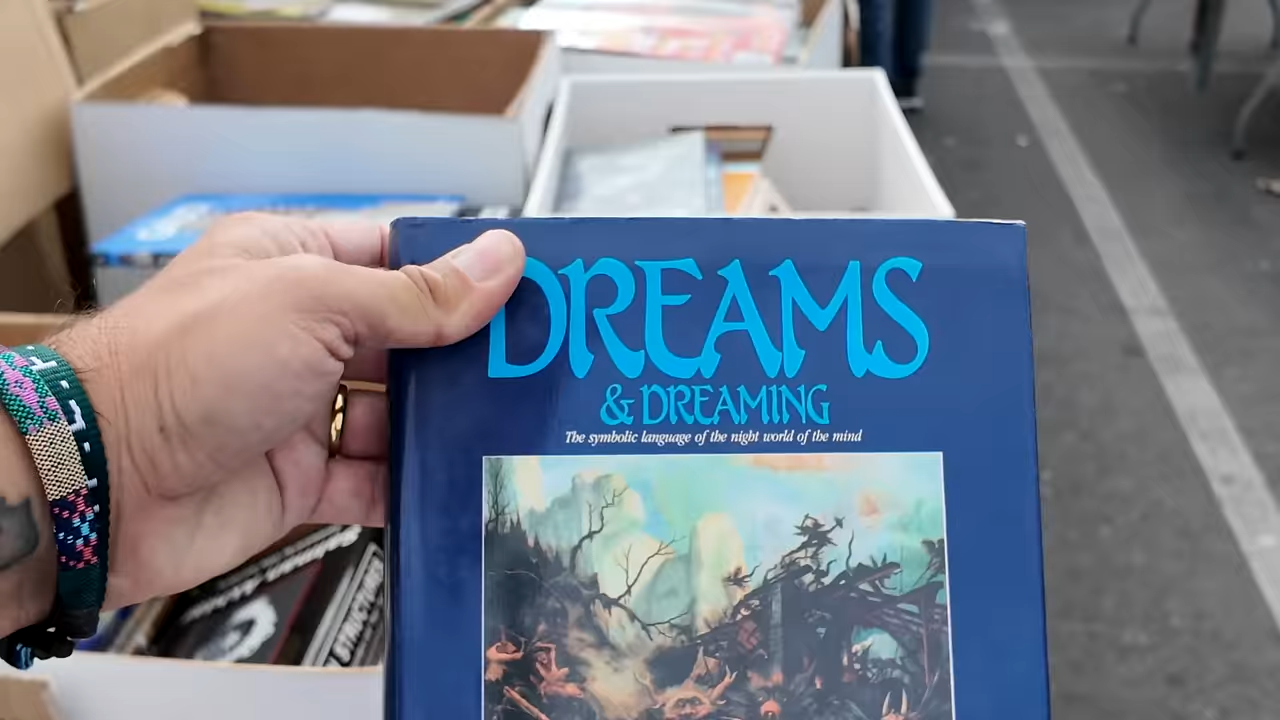 DREAMS
& DREAMING
The symbolic language of the night world of the mind